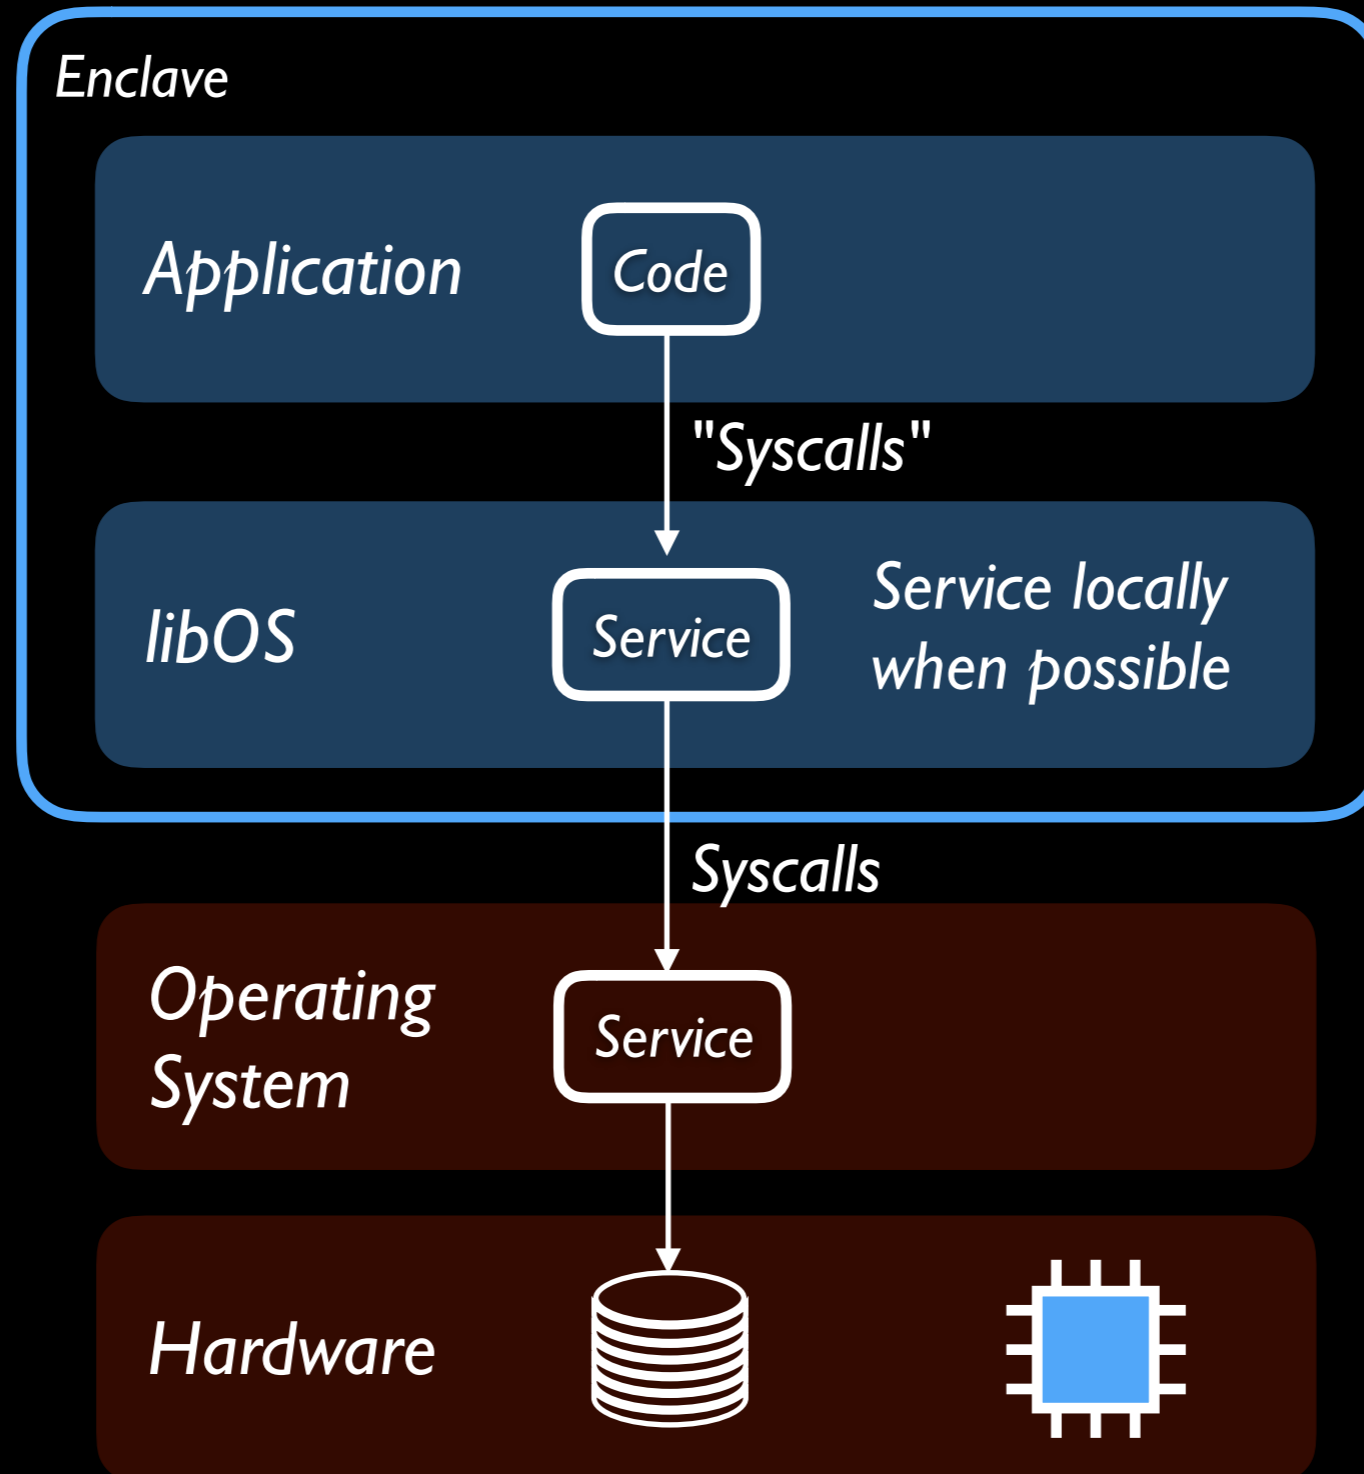 Enclave
Application
Code
"Syscalls"
libOS
Service
Service locally
when possible
Syscalls
Operating
System
Service
Hardware